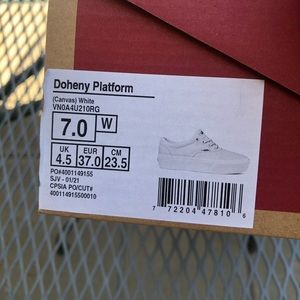 Doheny Platform
(Canvas) White
VN0A4U210RG
7.0 W
UK EUR CM
4.5 37.0 23.5
PO#4001149155
SJV - 01/21
CPSIA PO/CUT#
400114915500010
7 72204 47810 6